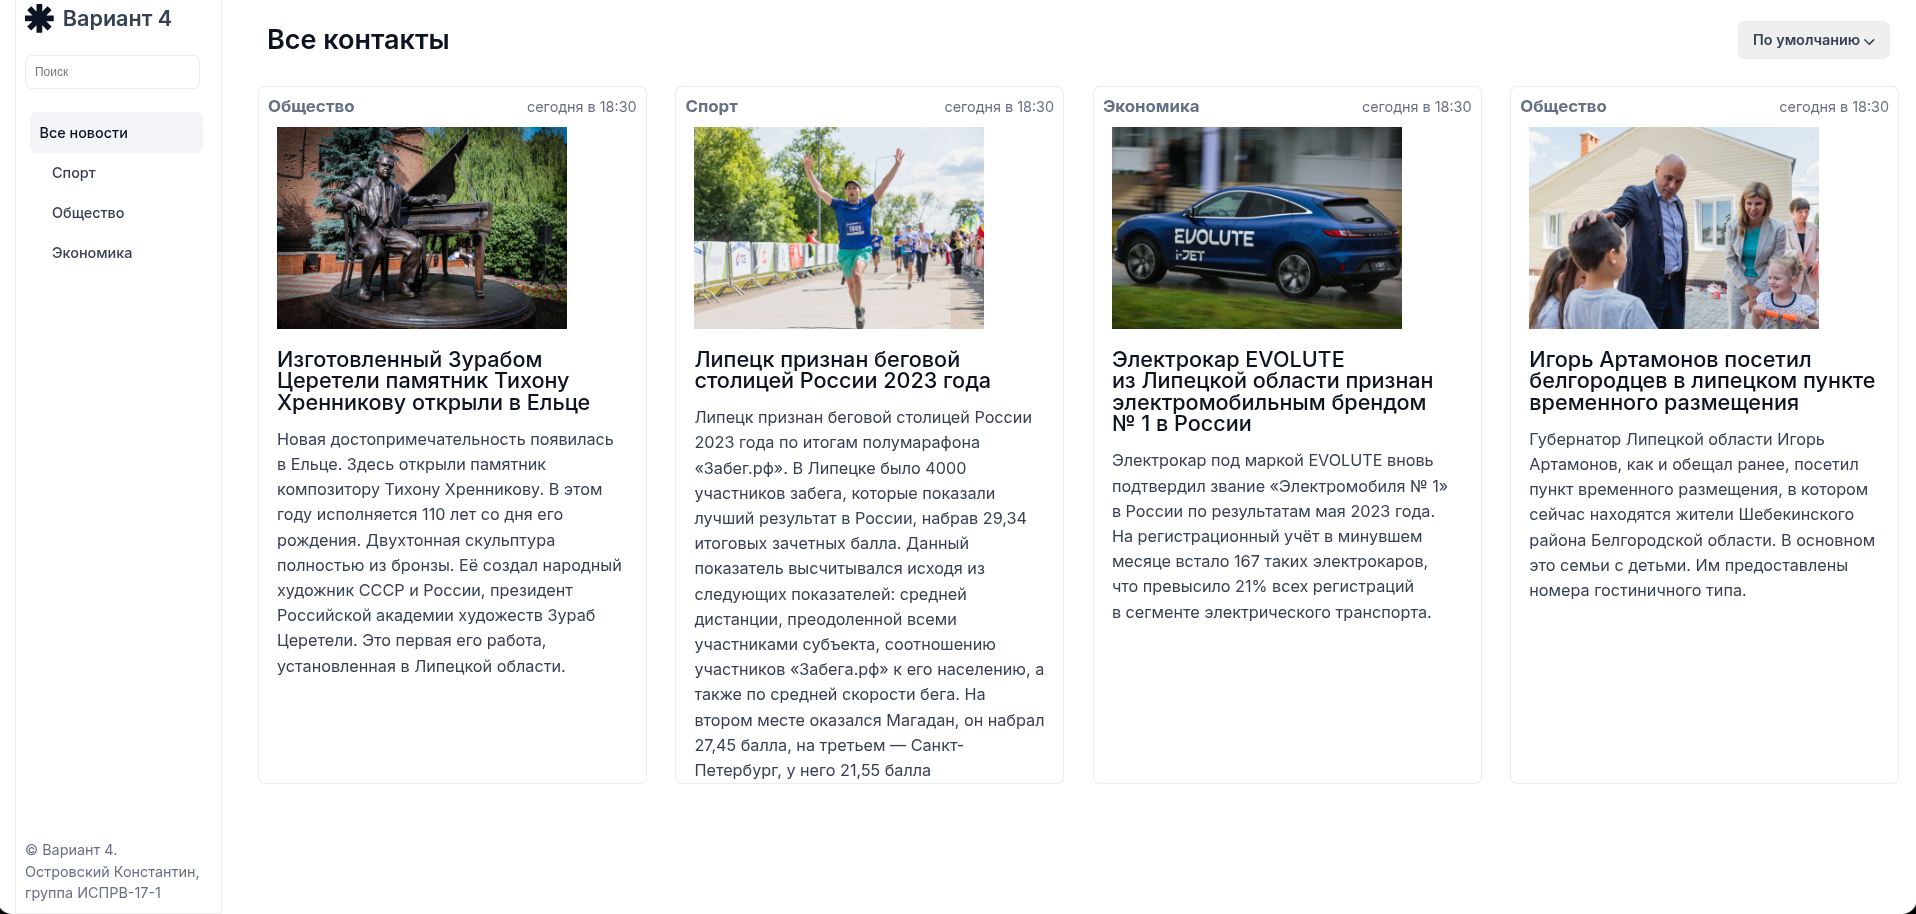 Вариант 4
Поиск
Все новости
Спорт
Общество
Экономика
© Вариант 4.
Островский Константин,
группа ИСПРВ-17-1
Все контакты
По умолчанию
Общество
сегодня в 18:30
Изготовленный Зурабом
Церетели памятник Тихону
Хренникову открыли в Ельце
Новая достопримечательность появилась
в Ельце. Здесь открыли памятник
композитору Тихону Хренникову. В этом
году исполняется 110 лет со дня его
рождения. Двухтонная скульптура
полностью из бронзы. Её создал народный
художник СССР и России, президент
Российской академии художеств Зураб
Церетели. Это первая его работа,
установленная в Липецкой области.
Спорт
сегодня в 18:30
1049
Липецк признан беговой
столицей России 2023 года
Липецк признан беговой столицей России
2023 года по итогам полумарафона
«Забег.рф». В Липецке было 4000
участников забега, которые показали
лучший результат в России, набрав 29,34
итоговых зачетных балла. Данный
показатель высчитывался исходя из
следующих показателей: средней
дистанции, преодоленной всеми
участниками субъекта, соотношению
участников «Забега.рф» к его населению, а
также по средней скорости бега. На
втором месте оказался Магадан, он набрал
27,45 балла, на третьем — Санкт-
Петербург, у него 21,55 балла
Экономика
сегодня в 18:30
EVOLUTE
i-JET
Электрокар EVOLUTE
из Липецкой области признан
электромобильным брендом
№ 1 в России
Электрокар под маркой EVOLUTE вновь
подтвердил звание «Электромобиля № 1»
в России по результатам мая 2023 года.
На регистрационный учёт в минувшем
месяце встало 167 таких электрокаров,
что превысило 21% всех регистраций
в сегменте электрического транспорта.
Общество
сегодня в 18:30
Игорь Артамонов посетил
белгородцев в липецком пункте
временного размещения
Губернатор Липецкой области Игорь
Артамонов, как и обещал ранее, посетил
пункт временного размещения, в котором
сейчас находятся жители Шебекинского
района Белгородской области. В основном
это семьи с детьми. Им предоставлены
номера гостиничного типа.